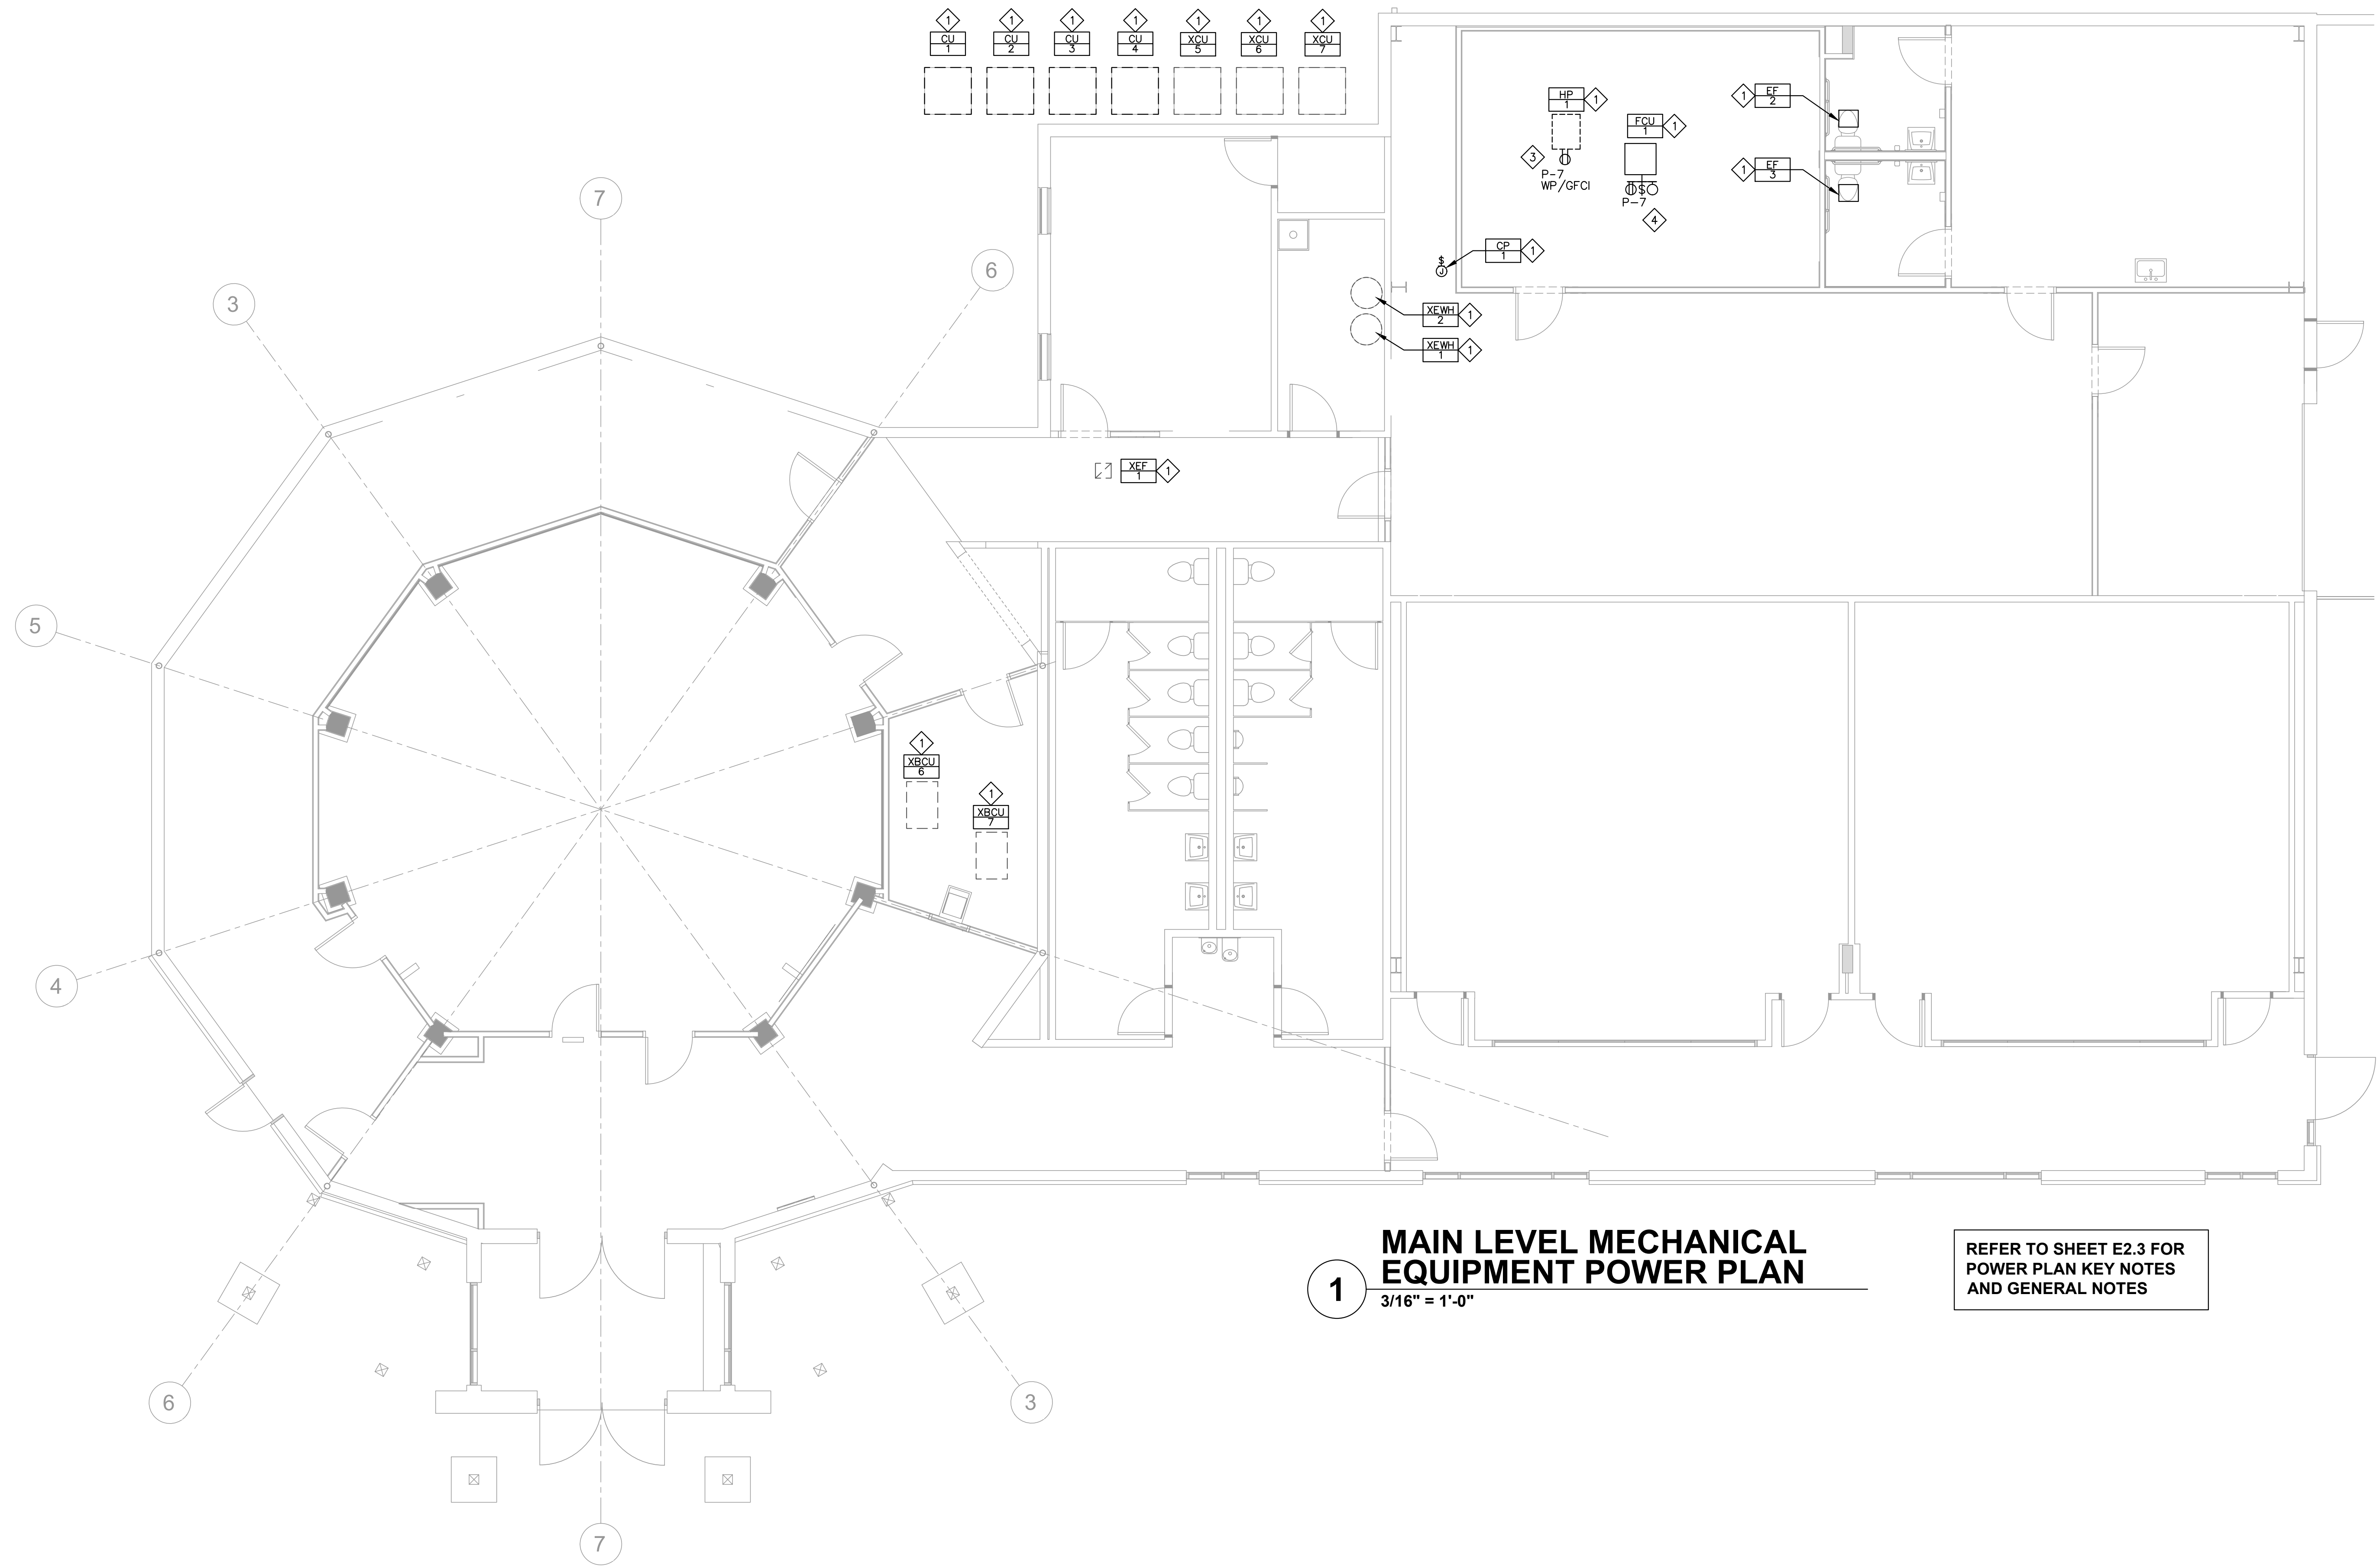 1 1 1 1 1 1 1
CU CU CU CU XCU XCU XCU
1 2 3 4 5 6 7
HP
1
1
FCU
1
1
3
P-7
WP/GFCI
$
P-7
4
1
EF
2
1
EF
3
$
J
CP
1
1
XEWH
2
1
XEWH
1
1
XEF
1
1
7
3
6
5
4
1
XBCU
6
1
XBCU
7
6
3
7
1
MAIN LEVEL MECHANICAL
EQUIPMENT POWER PLAN
3/16" = 1'-0"
REFER TO SHEET E2.3 FOR
POWER PLAN KEY NOTES
AND GENERAL NOTES